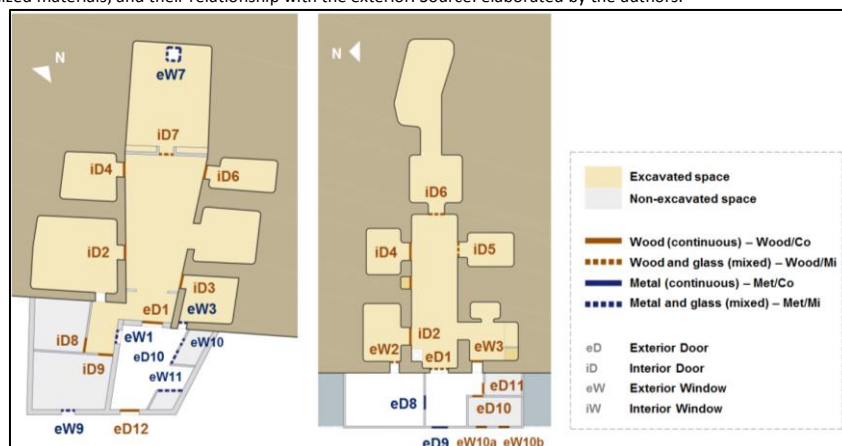 ized materials, and their relationship with the exterior. Source: elaborated by the authors.
N
eW7
iD7
iD4
iD6
iD2
iD3
eD1
eW3
eW1
eW10
iD8
eD10
iD9
eW11
eW9
eD12
N
iD6
iD4
iD5
iD2
eW2
eD1
eW3
eD11
eD8
eD10
eD9
eW10a
eW10b
Excavated space
Non-excavated space
Wood (continuous) – Wood/Co
Wood and glass (mixed) – Wood/Mi
Metal (continuous) – Met/Co
Metal and glass (mixed) – Met/Mi
eD Exterior Door
iD Interior Door
eW Exterior Window
iW Interior Window